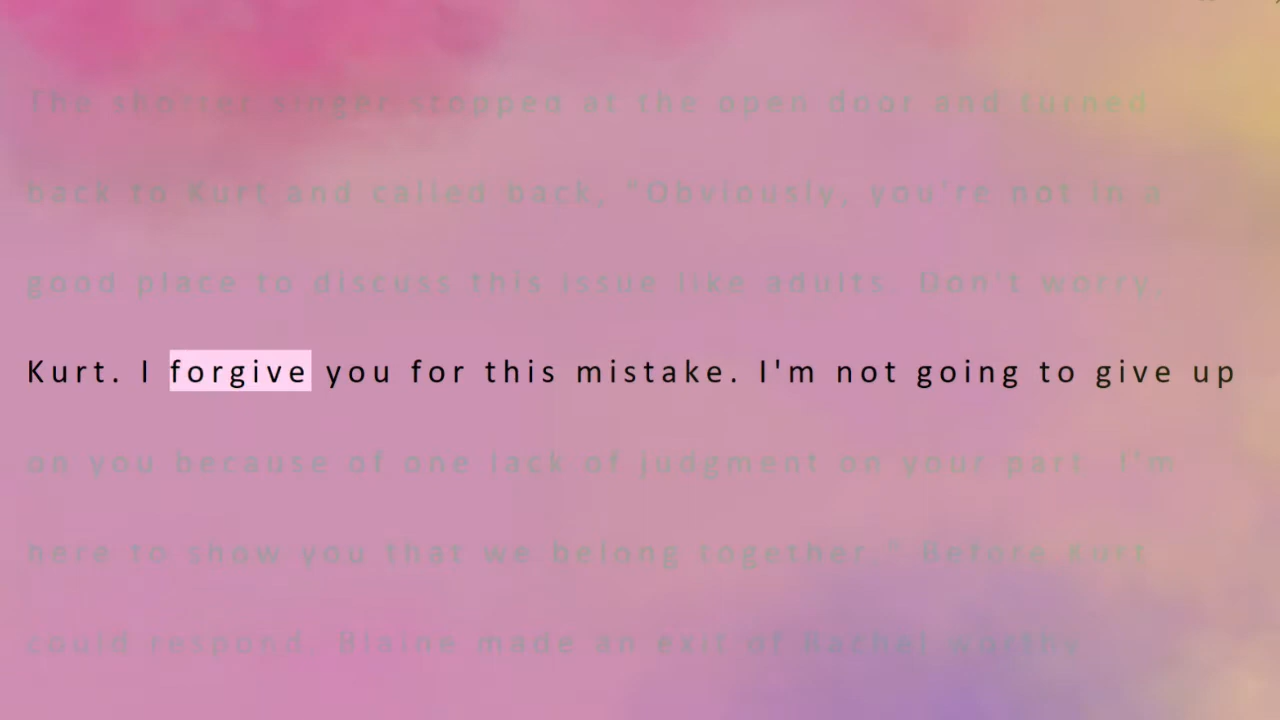 The shorter singer stopped at the open door and turned
back to Kurt and called back, "Obviously, you're not in a
good place to discuss this issue like adults. Don't worry,
Kurt. I forgive you for this mistake. I'm not going to give up
on you because of one lack of judgment on your part. I'm
here to show you that we belong together." Before Kurt
could respond, Blaine made an exit of Rachel worthy